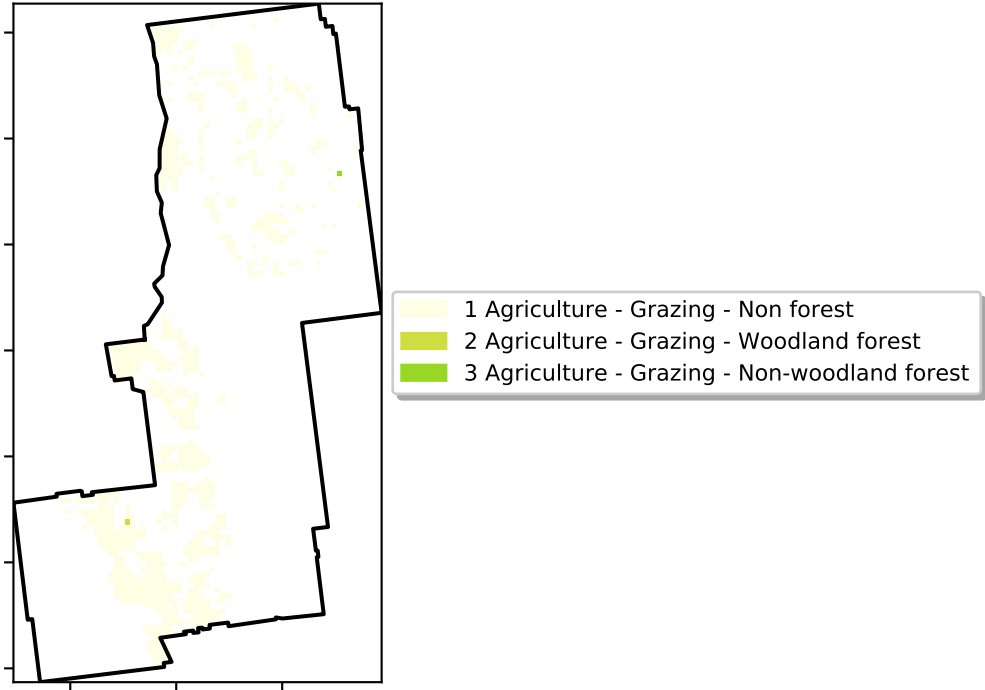 1 Agriculture - Grazing - Non forest
2 Agriculture - Grazing - Woodland forest
3 Agriculture - Grazing - Non-woodland forest